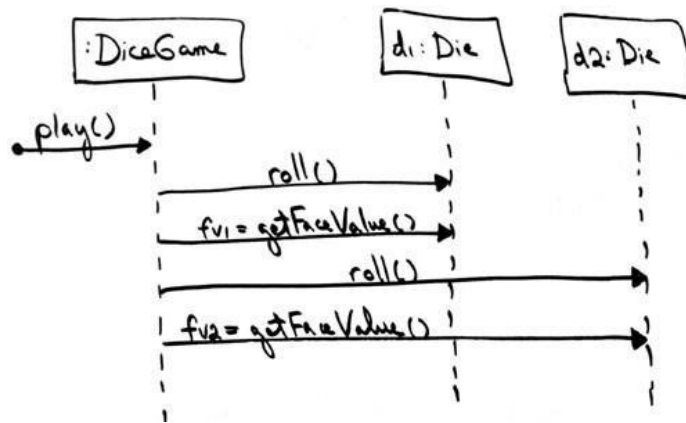 :DiceGame
d1:Die
d2:Die
play()
roll()
fv1=getFaceValue()
roll()
fv2=getFaceValue()